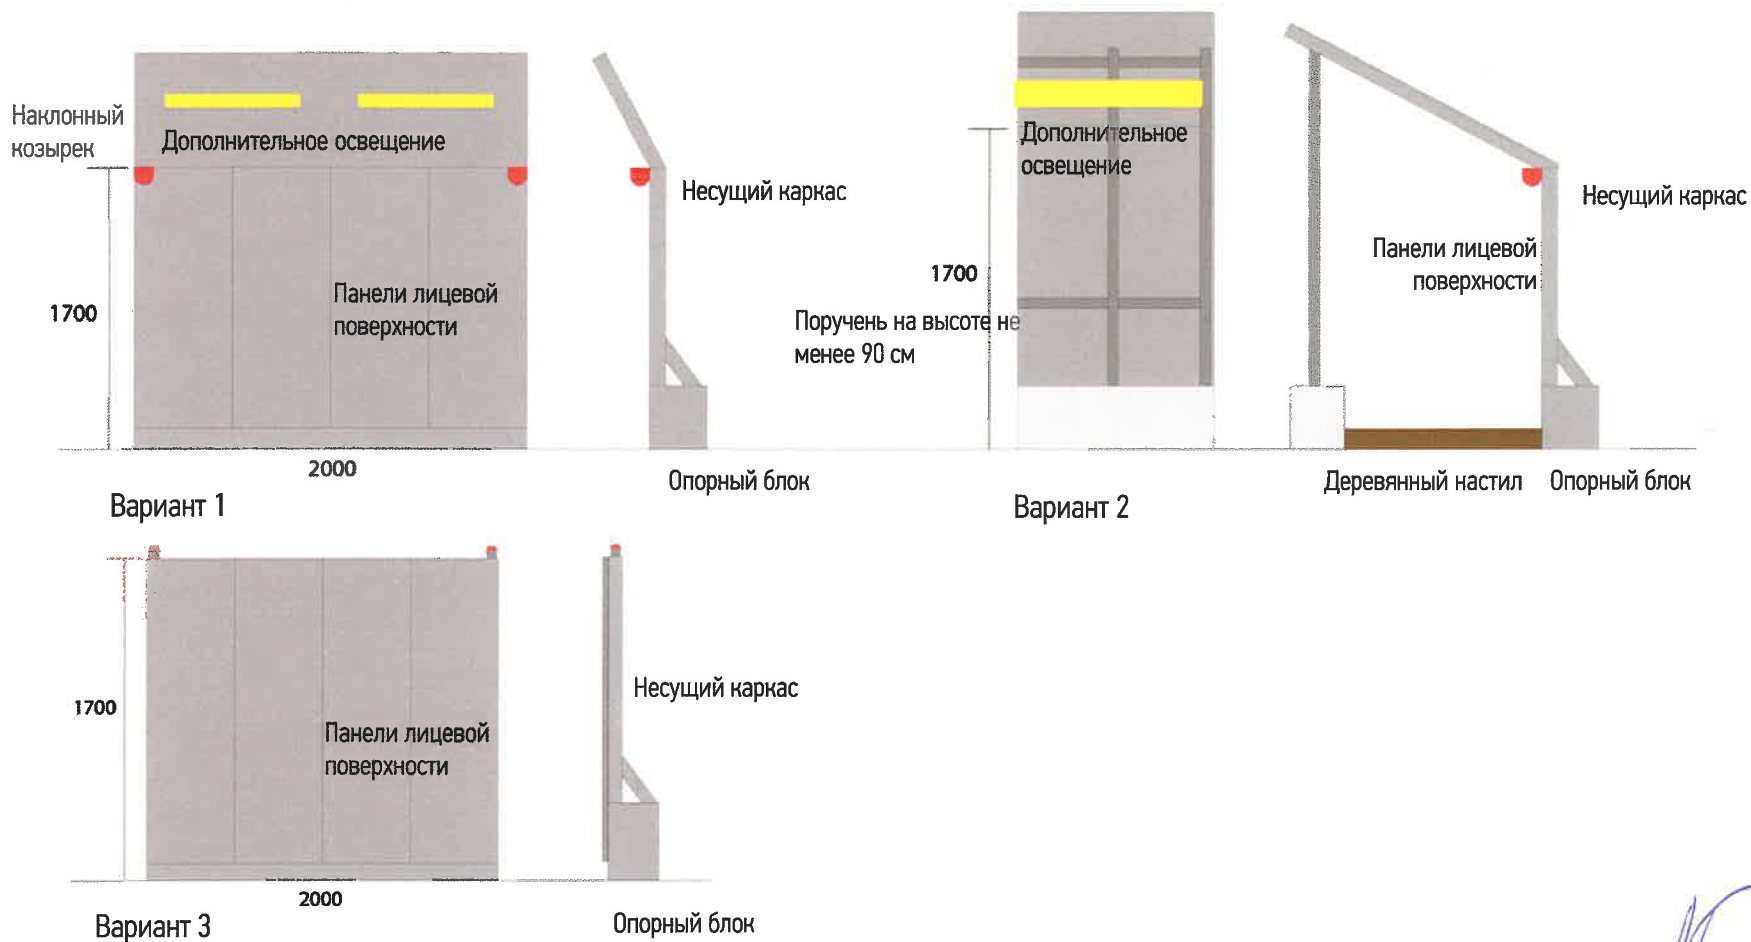 Наклонный
козырек
Дополнительное освещение
Несущий каркас
Панели лицевой
поверхности
1700
2000
Опорный блок
Вариант 1
Дополнительное
освещение
Несущий каркас
Панели лицевой
поверхности
1700
Поручень на высоте не
менее 90 см
Деревянный настил
Опорный блок
Вариант 2
1700
Несущий каркас
Панели лицевой
поверхности
2000
Вариант 3
Опорный блок